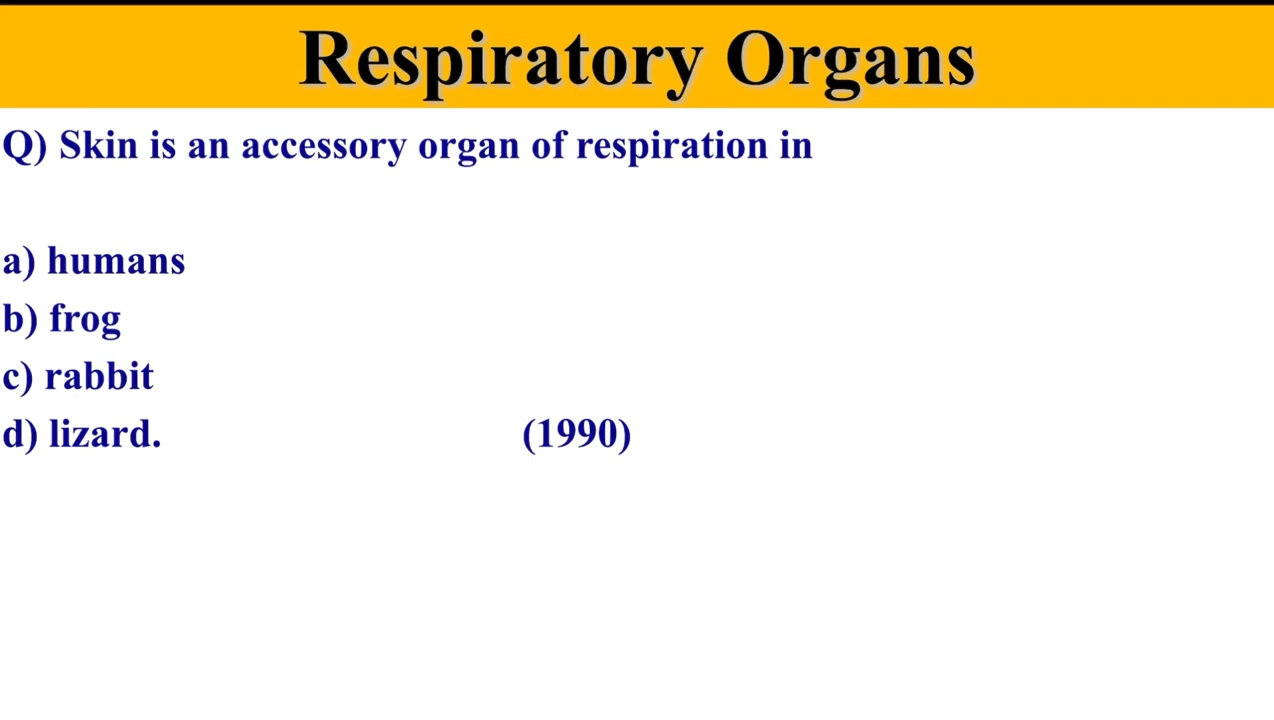 Respiratory Organs
Q) Skin is an accessory organ of respiration in
a) humans
b) frog
c) rabbit
d) lizard. (1990)